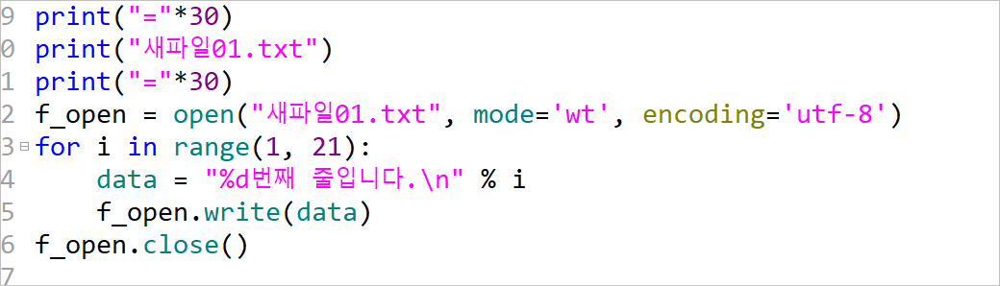 9 print("="*30)
0 print("새파일01.txt")
1 print("="*30)
2 f_open = open("새파일01.txt", mode='wt', encoding='utf-8')
3 for i in range(1, 21):
4     data = "%d번째 줄입니다.\n" % i
5     f_open.write(data)
6 f_open.close()
7